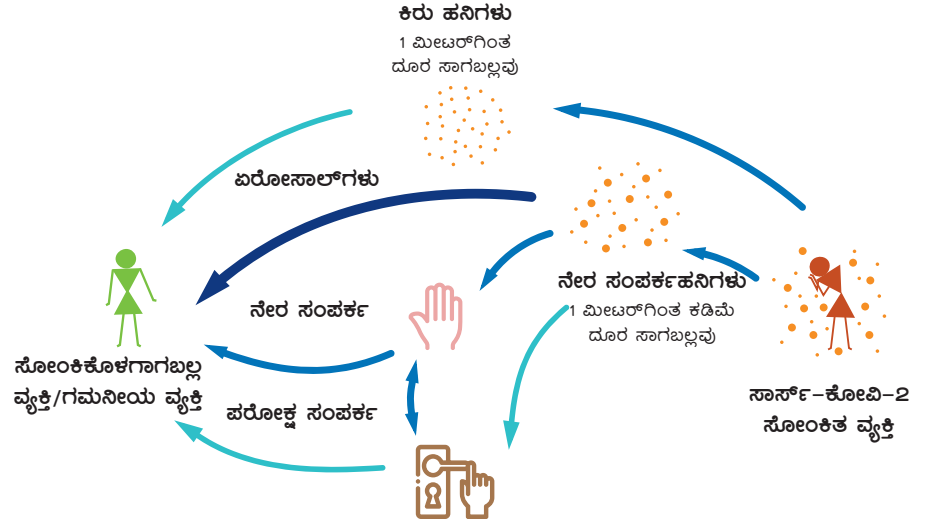 ಕಿರು ಹನಿಗಳು
1 ಮೀಟರ್‌ಗಿಂತ
ದೂರ ಸಾಗಬಲ್ಲವು
ಏರೋಸಾಲ್‌ಗಳು
ನೇರ ಸಂಪರ್ಕಹನಿಗಳು
1 ಮೀಟರ್‌ಗಿಂತ ಕಡಿಮೆ
ದೂರ ಸಾಗಬಲ್ಲವು
ನೇರ ಸಂಪರ್ಕ
ಸೋಂಕಿಕೊಳಗಾಗಬಲ್ಲ
ವ್ಯಕ್ತಿ/ಗಮನೀಯ ವ್ಯಕ್ತಿ
ಪರೋಕ್ಷ ಸಂಪರ್ಕ
ಸಾರ್ಸ್-ಕೋವಿ-2
ಸೋಂಕಿತ ವ್ಯಕ್ತಿ